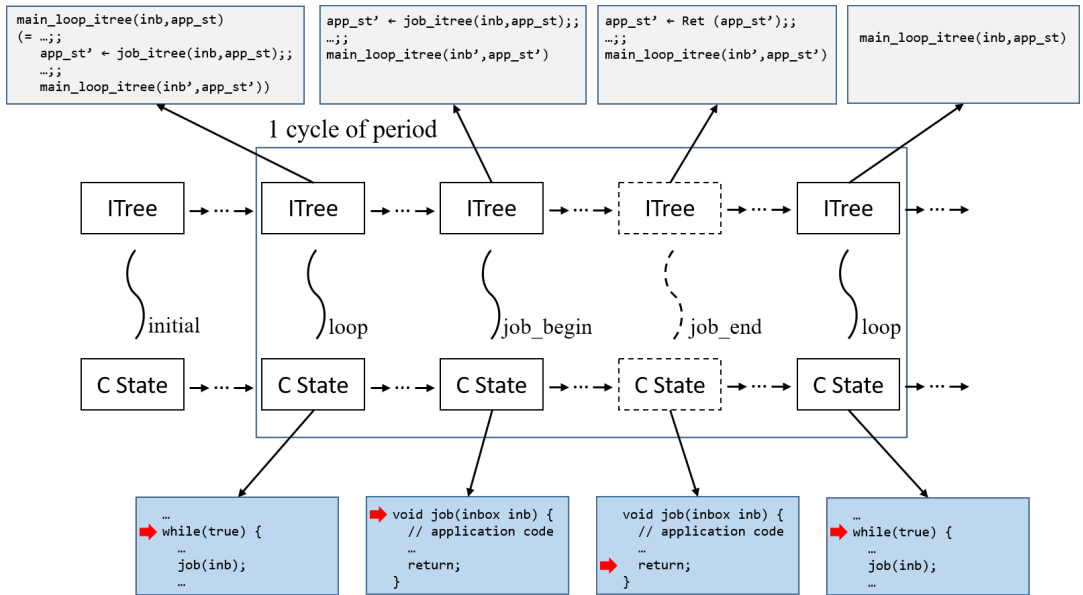 main_loop_itree(inb,app_st)
(= …;;
app_st’ ← job_itree(inb,app_st);;
…;;
main_loop_itree(inb’,app_st’))
app_st’ ← job_itree(inb,app_st);;
…;;
main_loop_itree(inb’,app_st’)
app_st’ ← Ret (app_st’);;
…;;
main_loop_itree(inb’,app_st’)
main_loop_itree(inb,app_st)
1 cycle of period
ITree … ITree … ITree … ITree … ITree …
initial loop job_begin job_end loop
C State … C State … C State … C State … C State …
…
while(true) {
…
job(inb);
…
void job(inbox inb) {
// application code
…
return;
}
void job(inbox inb) {
// application code
…
return;
}
…
while(true) {
…
job(inb);
…